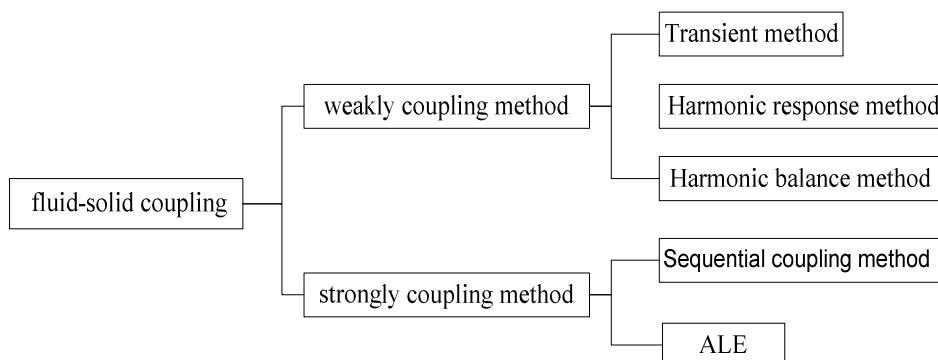 Transient method
weakly coupling method
Harmonic response method
Harmonic balance method
fluid-solid coupling
Sequential coupling method
strongly coupling method
ALE